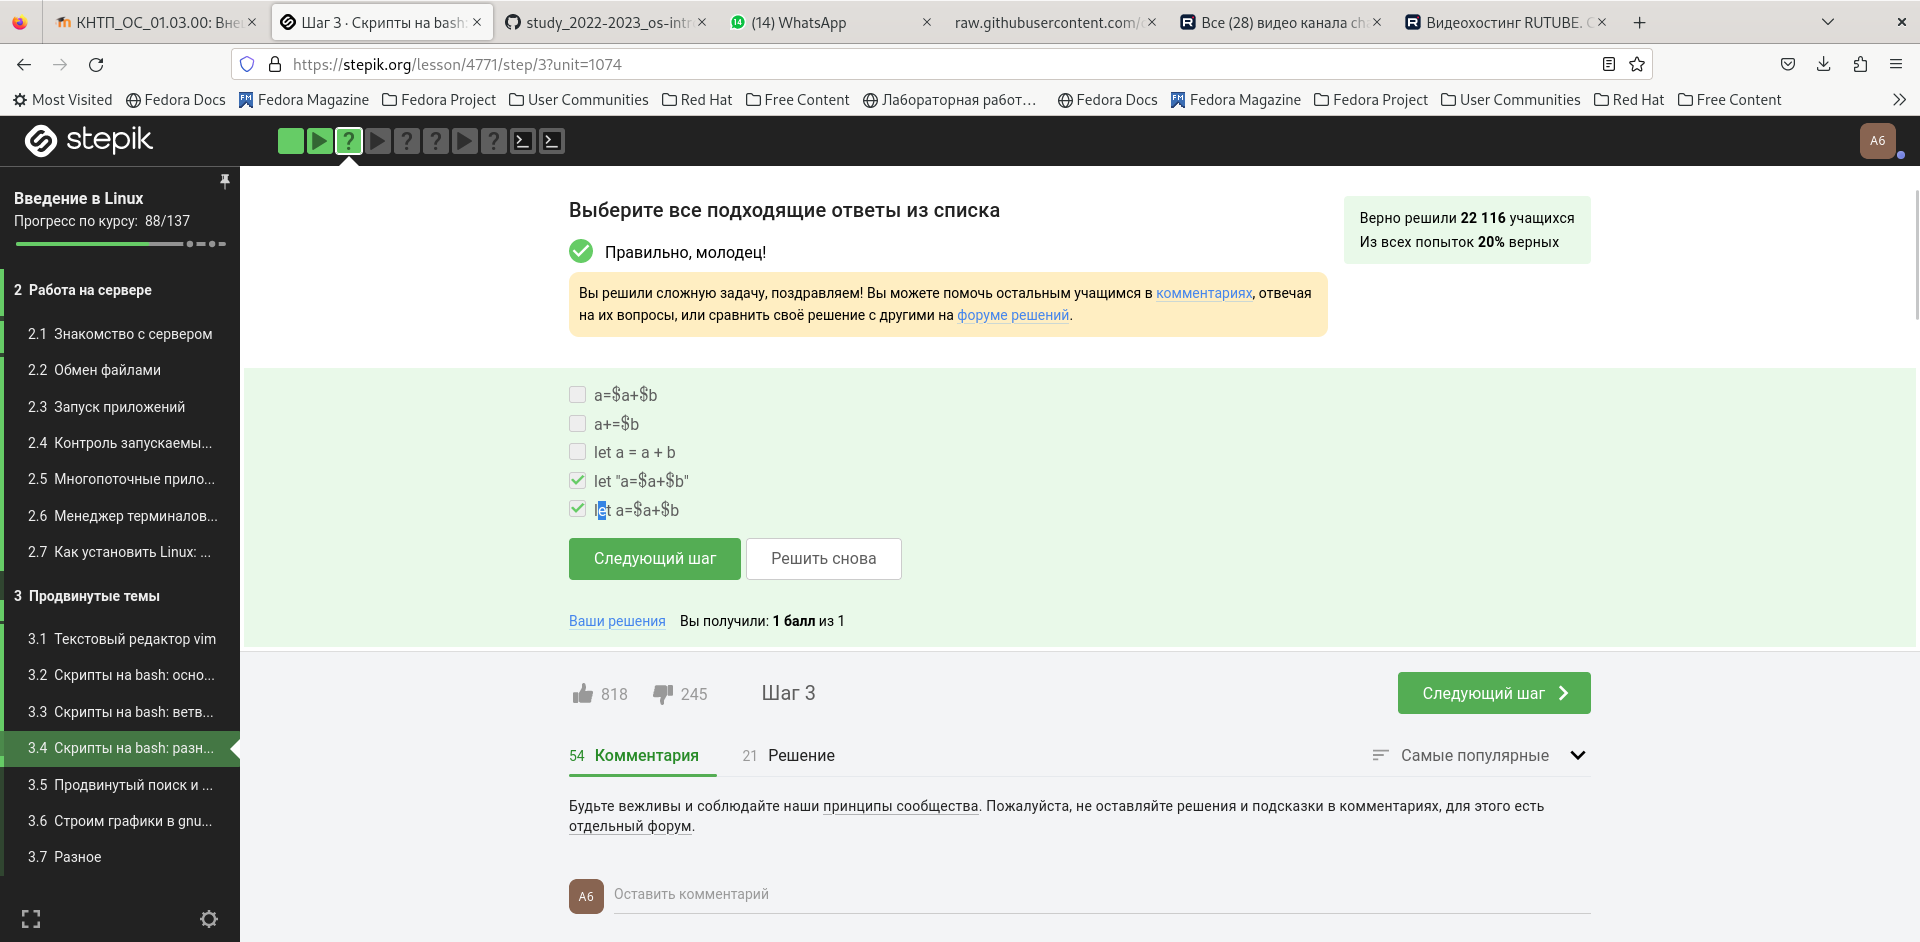 КНТП_ОС_01.03.00: Вне
Шаг 3 · Скрипты на bash:
study_2022-2023_os-intr
(14) WhatsApp
raw.githubusercontent.com/
Все (28) видео канала
Видеохостинг RUTUBE.
https://stepik.org/lesson/4771/step/3?unit=1074
Most Visited
Fedora Docs
Fedora Magazine
Fedora Project
User Communities
Red Hat
Free Content
Лабораторная работ…
Fedora Docs
Fedora Magazine
Fedora Project
User Communities
Red Hat
Free Content
stepik
A6
Введение в Linux
Прогресс по курсу: 88/137
2 Работа на сервере
2.1 Знакомство с сервером
2.2 Обмен файлами
2.3 Запуск приложений
2.4 Контроль запускаемы...
2.5 Многопоточные прило...
2.6 Менеджер терминалов...
2.7 Как установить Linux: ...
3 Продвинутые темы
3.1 Текстовый редактор vim
3.2 Скрипты на bash: осно...
3.3 Скрипты на bash: ветв...
3.4 Скрипты на bash: разн...
3.5 Продвинутый поиск и ...
3.6 Строим графики в gnu...
3.7 Разное
Выберите все подходящие ответы из списка
Правильно, молодец!
Верно решили 22 116 учащихся
Из всех попыток 20% верных
Вы решили сложную задачу, поздравляем! Вы можете помочь остальным учащимся в комментариях, отвечая
на их вопросы, или сравнить своё решение с другими на форуме решений.
a=$a+$b
a+=$b
let a = a + b
let "a=$a+$b"
let a=$a+$b
Следующий шаг
Решить снова
Ваши решения Вы получили: 1 балл из 1
818
245
Шаг 3
Следующий шаг
54 Комментария
21 Решение
Самые популярные
Будьте вежливы и соблюдайте наши принципы сообщества. Пожалуйста, не оставляйте решения и подсказки в комментариях, для этого есть
отдельный форум.
A6
Оставить комментарий